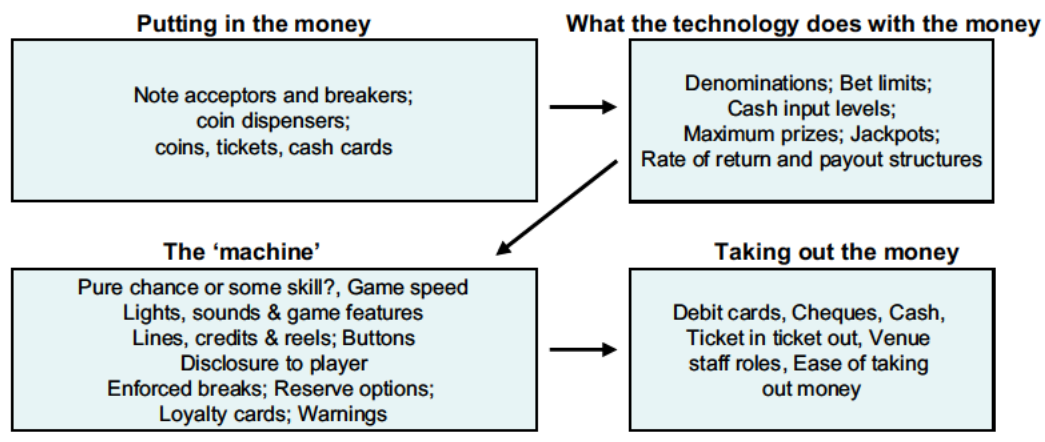 Putting in the money
Note acceptors and breakers;
coin dispensers;
coins, tickets, cash cards
What the technology does with the money
Denominations; Bet limits;
Cash input levels;
Maximum prizes; Jackpots;
Rate of return and payout structures
The ‘machine’
Pure chance or some skill?, Game speed
Lights, sounds & game features
Lines, credits & reels; Buttons
Disclosure to player
Enforced breaks; Reserve options;
Loyalty cards; Warnings
Taking out the money
Debit cards, Cheques, Cash,
Ticket in ticket out, Venue
staff roles, Ease of taking
out money